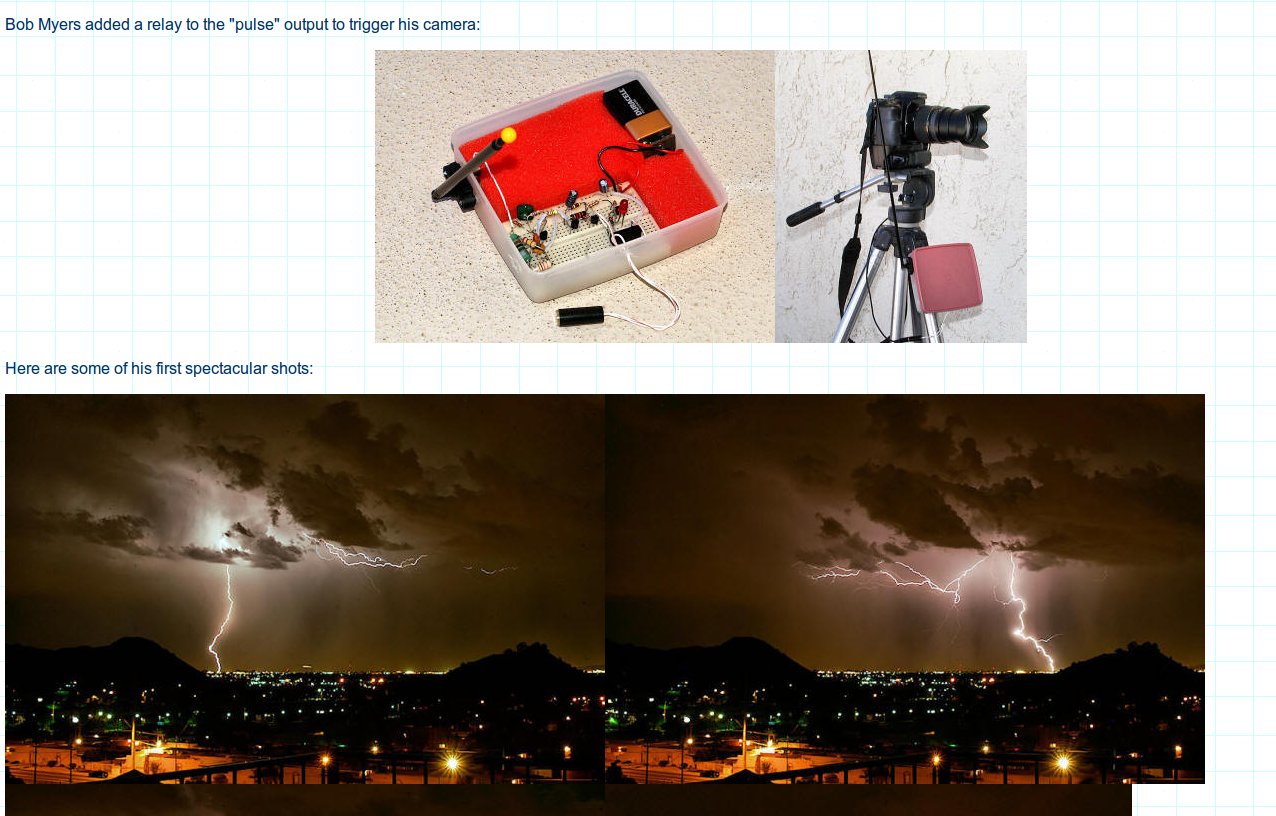 Bob Myers added a relay to the "pulse" output to trigger his camera:
DURACELL
Here are some of his first spectacular shots: